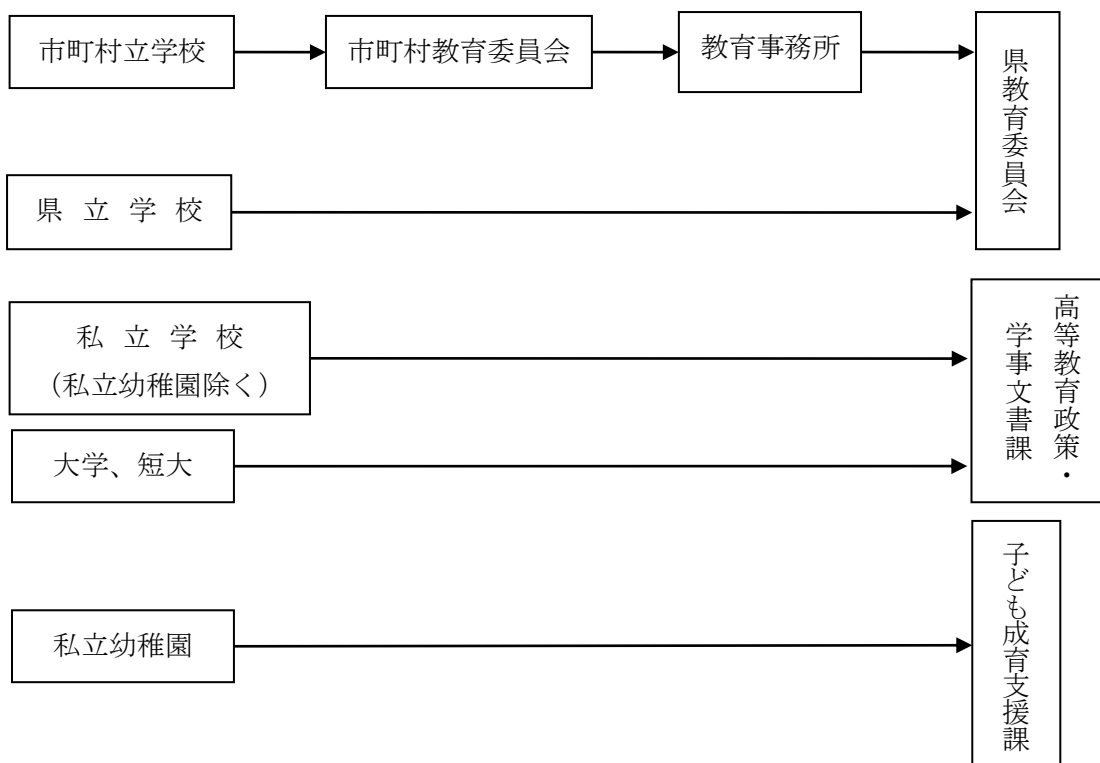 市町村立学校
市町村教育委員会
教育事務所
県教育委員会
県立学校
私立学校
(私立幼稚園除く)
高等教育政策・
学事文書課
大学、短大
私立幼稚園
子ども成育支援課